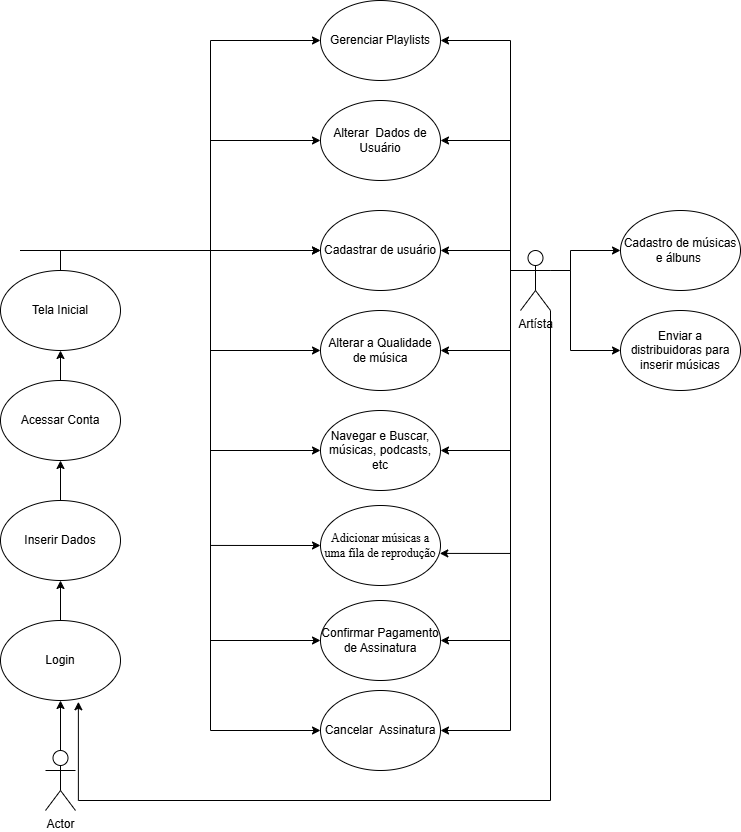 Gerenciar Playlists
Alterar Dados de
Usuário
Cadastrar de usuário
Cadastro de músicas
e álbuns
Tela Inicial
Artísta
Alterar a Qualidade
de música
Enviar a
distribuidoras para
inserir músicas
Acessar Conta
Navegar e Buscar,
músicas, podcasts,
etc
Inserir Dados
Adicionar músicas a
uma fila de reprodução
Confirmar Pagamento
de Assinatura
Login
Cancelar Assinatura
Actor